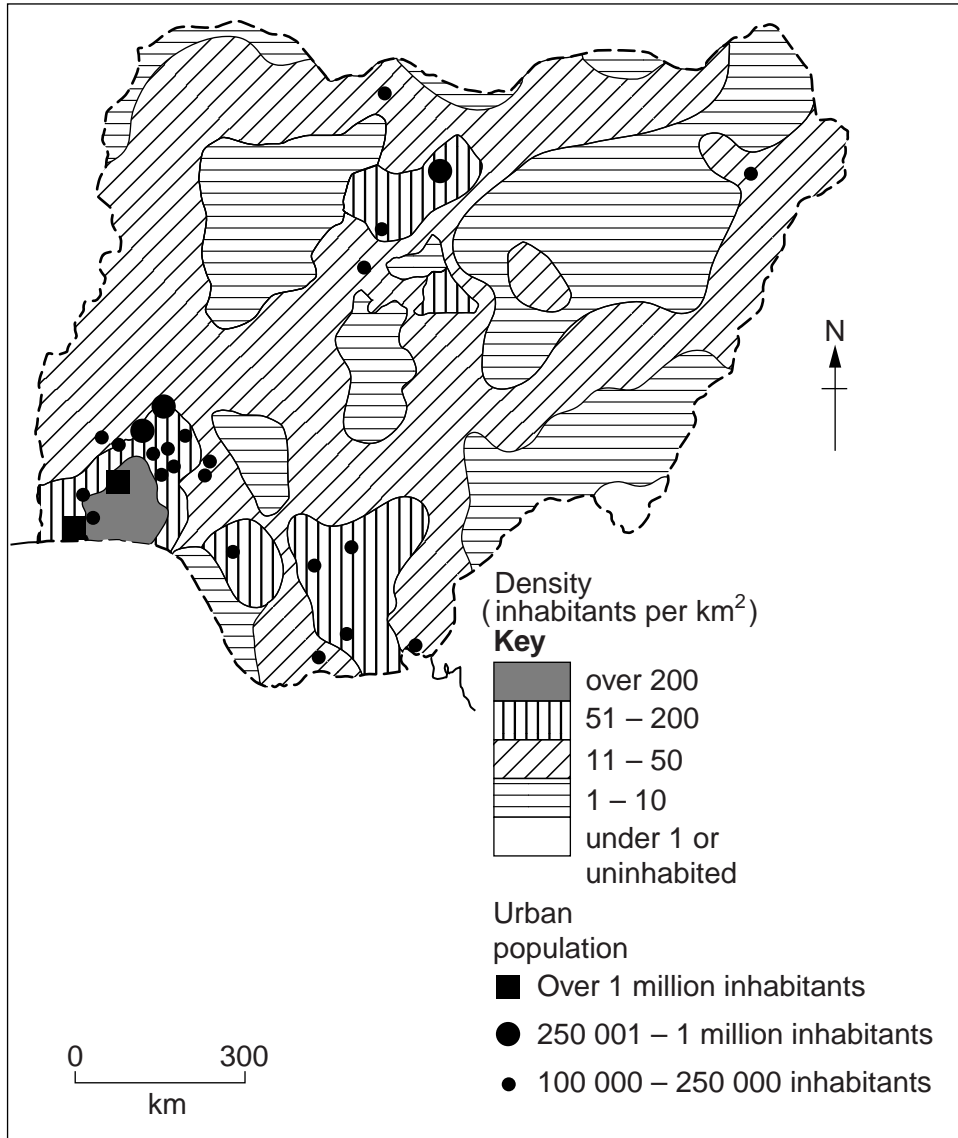 N
Density
(inhabitants per km²)
Key
over 200
51 – 200
11 – 50
1 – 10
under 1 or
uninhabited
Urban
population
Over 1 million inhabitants
250 001 – 1 million inhabitants
100 000 – 250 000 inhabitants
0 300
km